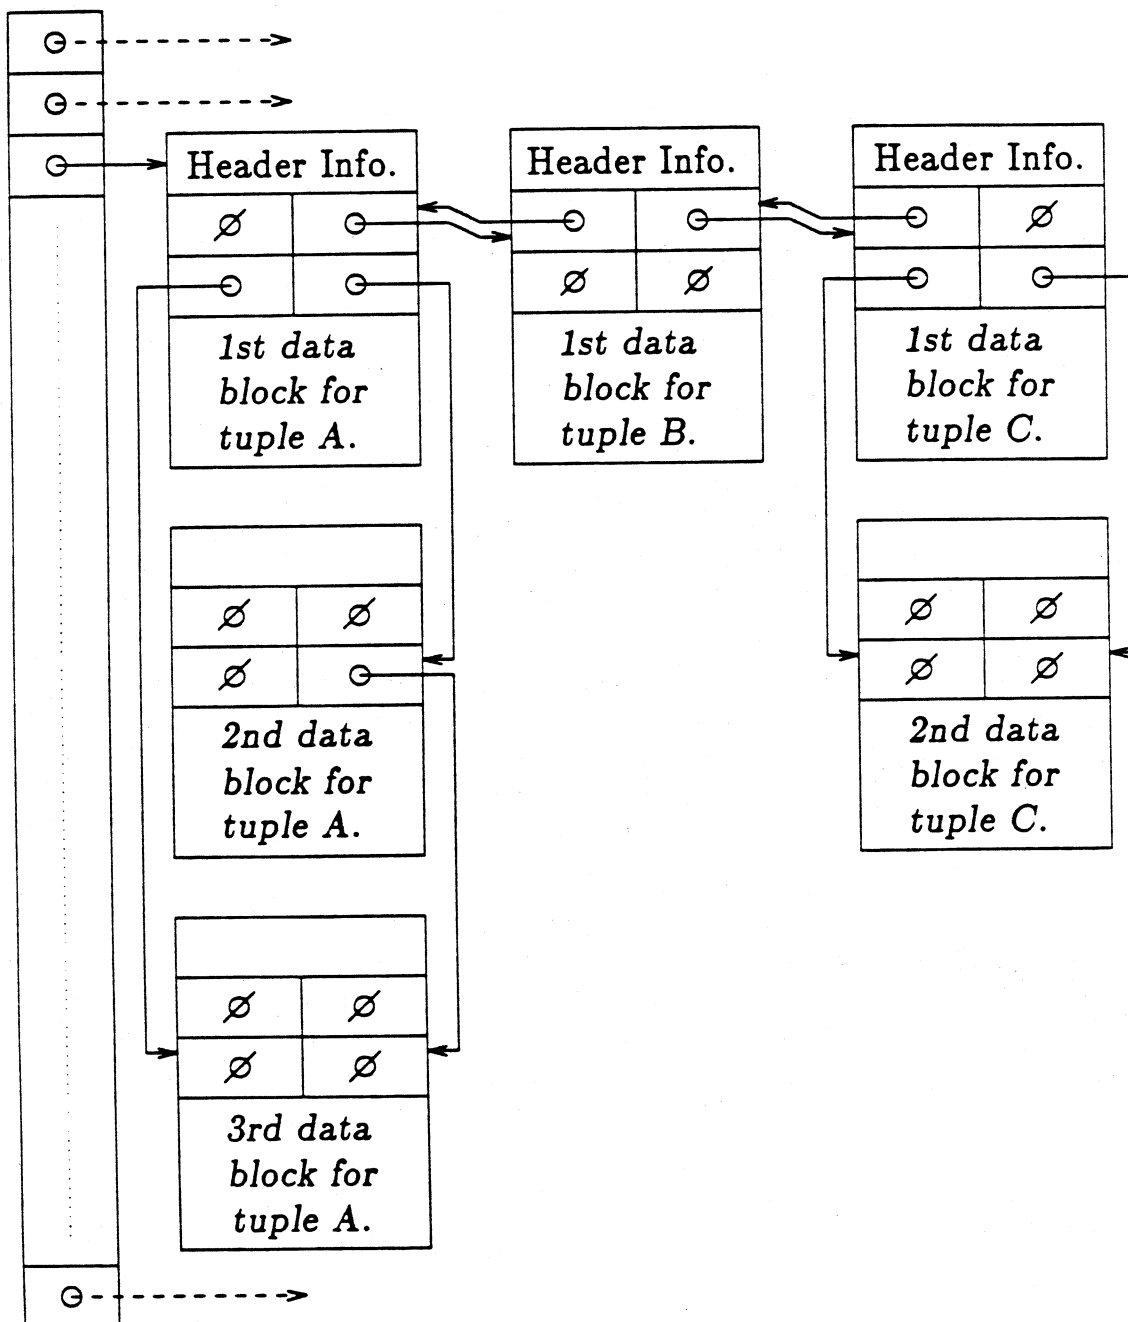 Header Info.
Header Info.
Header Info.
∅
∅
∅
∅
1st data
block for
tuple A.
1st data
block for
tuple B.
1st data
block for
tuple C.
∅
∅
∅
2nd data
block for
tuple A.
∅
∅
∅
∅
2nd data
block for
tuple C.
∅
∅
∅
∅
3rd data
block for
tuple A.